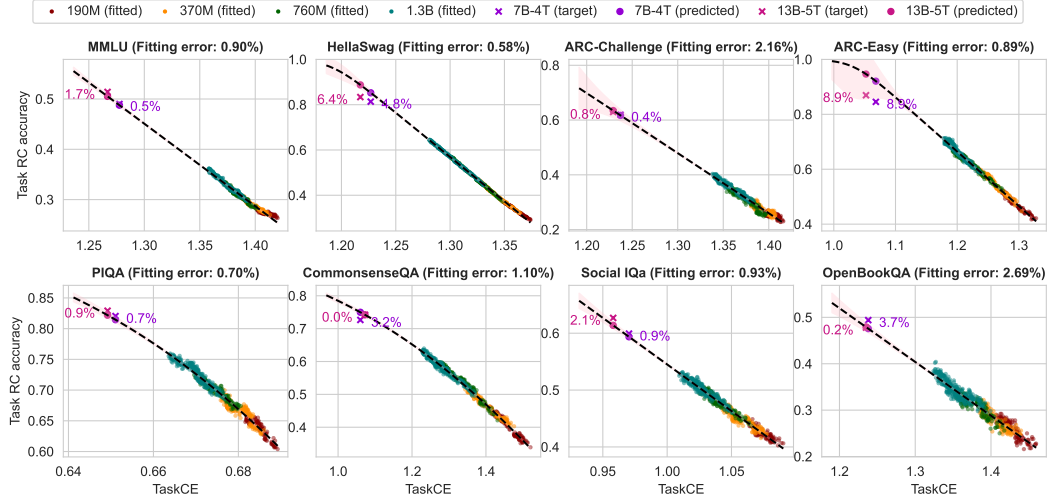 190M (fitted) 370M (fitted) 760M (fitted) 1.3B (fitted) 7B-4T (target) 7B-4T (predicted) 13B-5T (target) 13B-5T (predicted)
MMLU (Fitting error: 0.90%)
HellaSwag (Fitting error: 0.58%)
ARC-Challenge (Fitting error: 2.16%)
ARC-Easy (Fitting error: 0.89%)
Task RC accuracy
0.5
0.4
0.3
1.7%
0.5%
1.25 1.30 1.35 1.40
1.0
0.8
0.6
0.4
6.4%
4.8%
1.20 1.25 1.30 1.35
0.8
0.6
0.4
0.2
0.8%
0.4%
1.20 1.25 1.30 1.35 1.40
1.0
0.8
0.6
0.4
8.9%
8.9%
1.0 1.1 1.2 1.3
PIQA (Fitting error: 0.70%)
CommonsenseQA (Fitting error: 1.10%)
Social IQa (Fitting error: 0.93%)
OpenBookQA (Fitting error: 2.69%)
Task RC accuracy
0.85
0.80
0.75
0.70
0.65
0.60
0.9%
0.7%
0.64 0.66 0.68
TaskCE
0.8
0.7
0.6
0.5
0.4
0.0%
3.2%
1.0 1.2 1.4
TaskCE
0.6
0.5
0.4
2.1%
0.9%
0.95 1.00 1.05
TaskCE
0.5
0.4
0.3
0.2
0.2%
3.7%
1.2 1.3 1.4
TaskCE